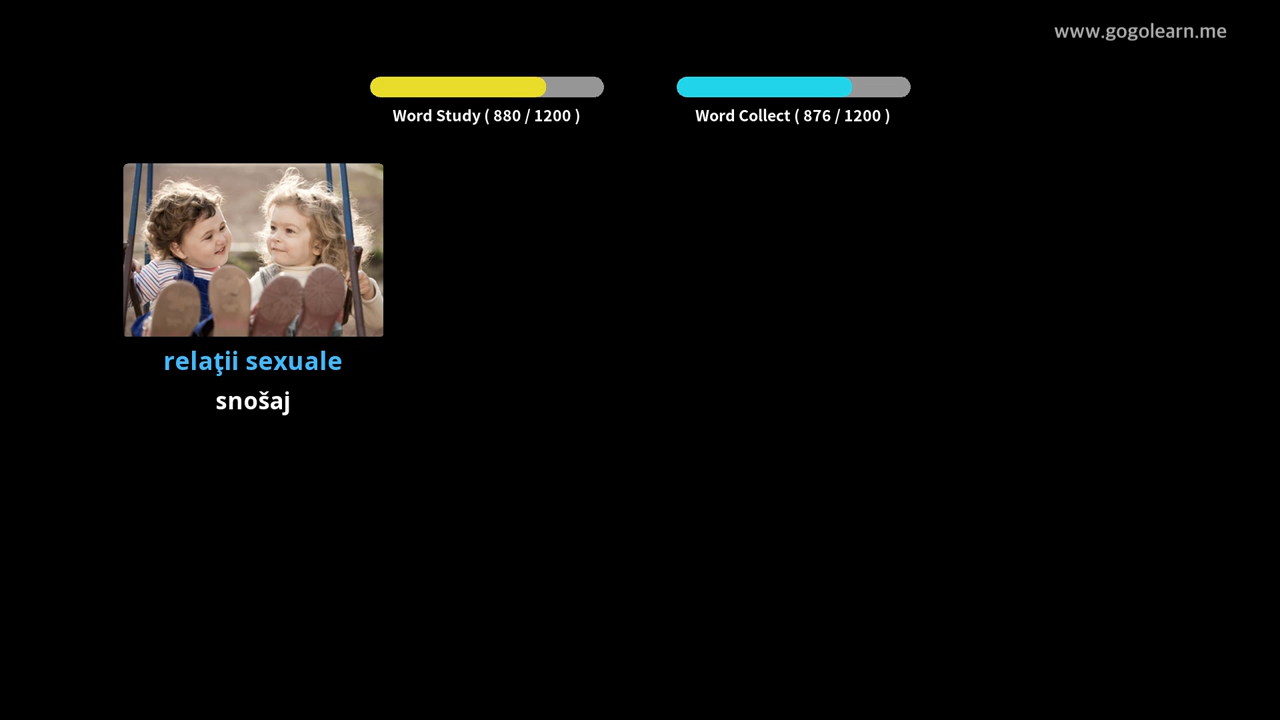 www.gogolearn.me
Word Study ( 880 / 1200 )
Word Collect ( 876 / 1200 )
relaţii sexuale
snošaj